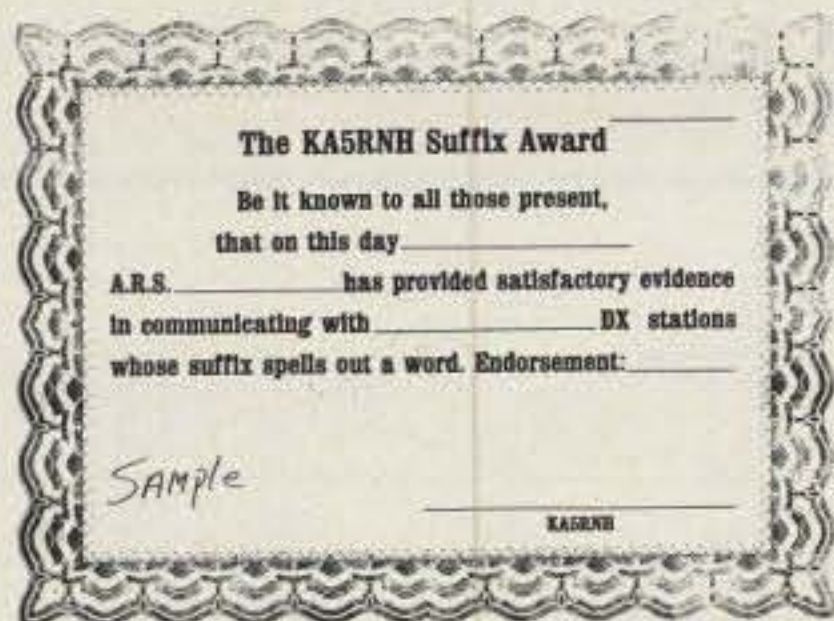 The KA5RNH Suffix Award
Be it known to all those present,
that on this day
A.R.S. has provided satisfactory evidence
in communicating with DX stations
whose suffix spells out a word. Endorsement:
SAMPle
KA5RNH